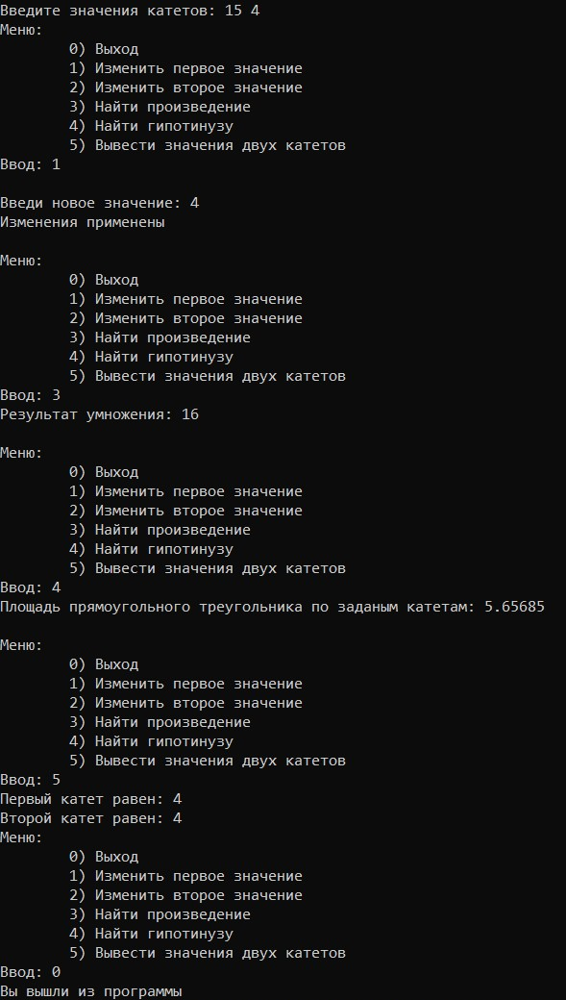 Введите значения катетов: 15 4
Меню:
0) Выход
1) Изменить первое значение
2) Изменить второе значение
3) Найти произведение
4) Найти гипотинузу
5) Вывести значения двух катетов
Ввод: 1
Введи новое значение: 4
Изменения применены
Меню:
0) Выход
1) Изменить первое значение
2) Изменить второе значение
3) Найти произведение
4) Найти гипотинузу
5) Вывести значения двух катетов
Ввод: 3
Результат умножения: 16
Меню:
0) Выход
1) Изменить первое значение
2) Изменить второе значение
3) Найти произведение
4) Найти гипотинузу
5) Вывести значения двух катетов
Ввод: 4
Площадь прямоугольного треугольника по заданым катетам: 5.65685
Меню:
0) Выход
1) Изменить первое значение
2) Изменить второе значение
3) Найти произведение
4) Найти гипотинузу
5) Вывести значения двух катетов
Ввод: 5
Первый катет равен: 4
Второй катет равен: 4
Меню:
0) Выход
1) Изменить первое значение
2) Изменить второе значение
3) Найти произведение
4) Найти гипотинузу
5) Вывести значения двух катетов
Ввод: 0
Вы вышли из программы